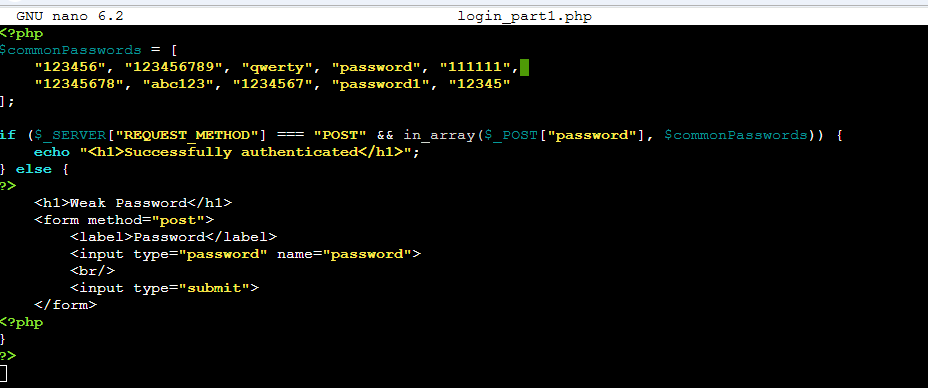 GNU nano 6.2 login_part1.php
<?php
$commonPasswords = [
    "123456", "123456789", "qwerty", "password", "111111",
    "12345678", "abc123", "1234567", "password1", "12345"
];

if ($_SERVER["REQUEST_METHOD"] === "POST" && in_array($_POST["password"], $commonPasswords)) {
    echo "<h1>Successfully authenticated</h1>";
} else {
?>
    <h1>Weak Password</h1>
    <form method="post">
        <label>Password</label>
        <input type="password" name="password">
        <br/>
        <input type="submit">
    </form>
<?php
}
?>